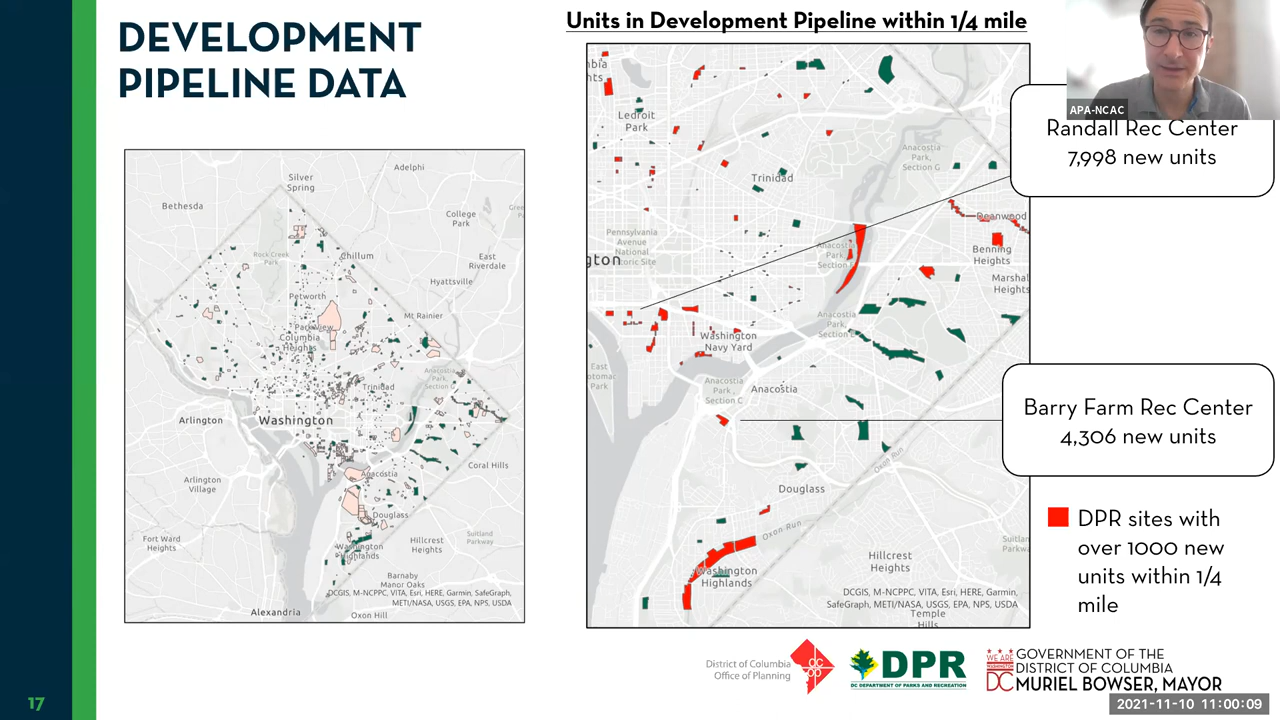 DEVELOPMENT
PIPELINE DATA
Units in Development Pipeline within 1/4 mile
APA-NCAC
Randall Rec Center
7,998 new units
Barry Farm Rec Center
4,306 new units
DPR sites with
over 1000 new
units within 1/4
mile
Silver
Spring
Adelphi
Bethesda
College
Park
Rock Creek
Park
Chillum
East
Riverdale
Hyattsville
Petworth
Mt Rainier
Park View
Columbia
Heights
Anacostia
Park,
Section G
Trinidad
Arlington
Washington
Coral Hills
Arlington
Village
Anacostia
Douglass
Fort Ward
Heights
Hillcrest
Heights
Suitland
Parkway
Washington
Highlands
Barnaby
Manor Oaks
DCGIS, M-NCPPC, VITA, Esri, HERE, Garmin, SafeGraph,
METI/NASA, USGS, EPA, NPS, USDA
Alexandria
Oxon Hill
mbia
hts
Ledroit
Park
Anacostia
Park,
Section G
Trinidad
Deanwood
Pennsylvania
Avenue
National
Historic Site
gton
Anacostia
Park
Section
Benning
Heights
Marshall
Heights
Anacostia
Park,
Section
Washington
Navy Yard
East
Potomac
Park
Anacostia
Park
Section C
Anacostia
Oxon Run
Douglass
Oxon Run
Washington
Highlands
Hillcrest
Heights
Suitla
Parkw
DCGIS, M-NCPPC, VITA, Esri, HERE, Garmin,
SafeGraph, METI/NASA, USGS, EPA, NPS, USDA
Temple
Hills
District of Columbia
Office of Planning
dc
op
DPR
DC DEPARTMENT OF PARKS AND RECREATION
WE ARE
WASHINGTON
DC
GOVERNMENT OF THE
DISTRICT OF COLUMBIA
MURIEL BOWSER, MAYOR
17
2021-11-10 11:00:09